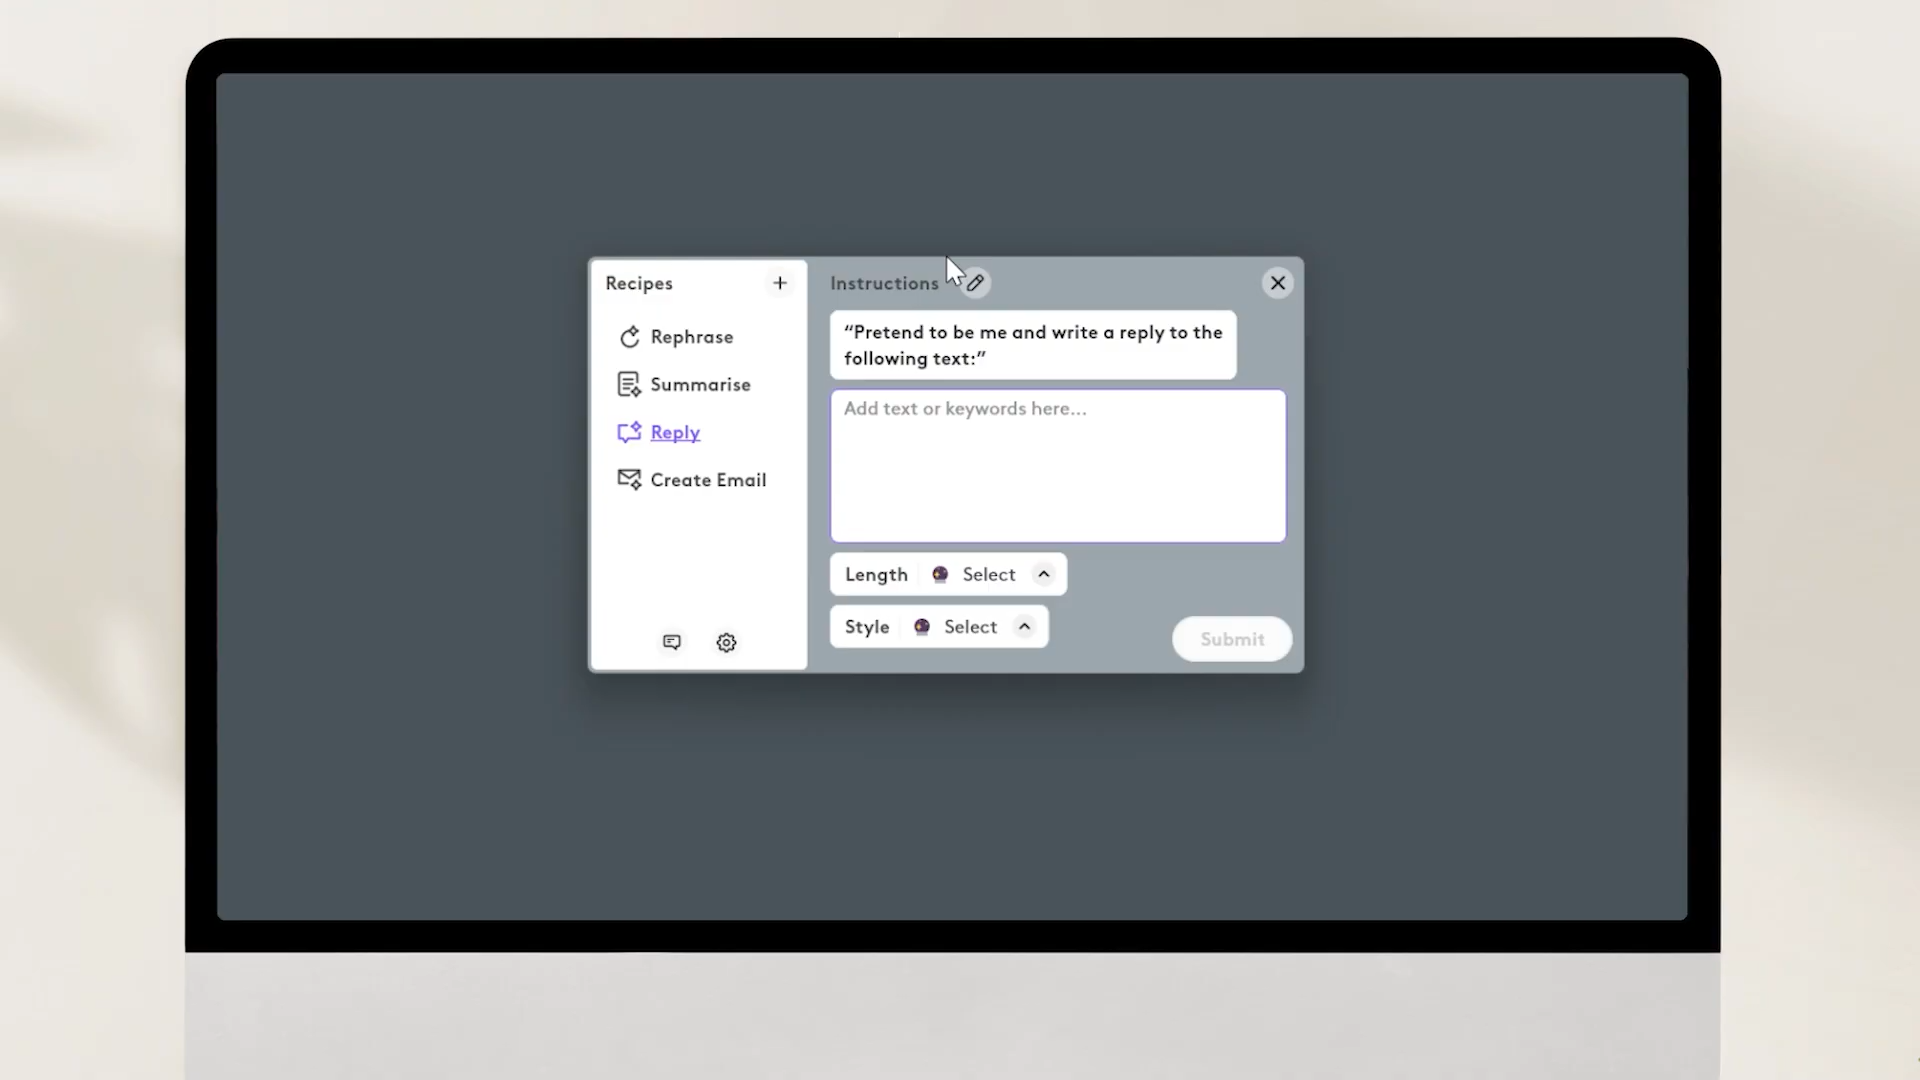 Recipes
Rephrase
Summarise
Reply
Create Email
Instructions
“Pretend to be me and write a reply to the
following text:”
Add text or keywords here...
Length Select
Style Select
Submit